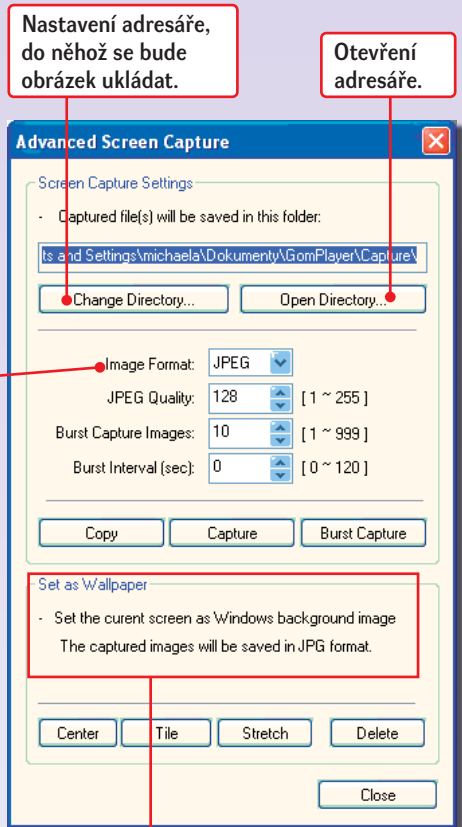 Nastavení adresáře,
do něhož se bude
obrázek ukládat.
Otevření
adresáře.
Advanced Screen Capture
Screen Capture Settings
- Captured file(s) will be saved in this folder:
ts and Settings\michaela\Dokumenty\GomPlayer\Capture\
Change Directory...
Open Directory...
Image Format: JPEG
JPEG Quality: 128 [ 1 ~ 255 ]
Burst Capture Images: 10 [ 1 ~ 999 ]
Burst Interval (sec): 0 [ 0 ~ 120 ]
Copy Capture Burst Capture
Set as Wallpaper
- Set the curent screen as Windows background image
The captured images will be saved in JPG format.
Center Tile Stretch Delete
Close